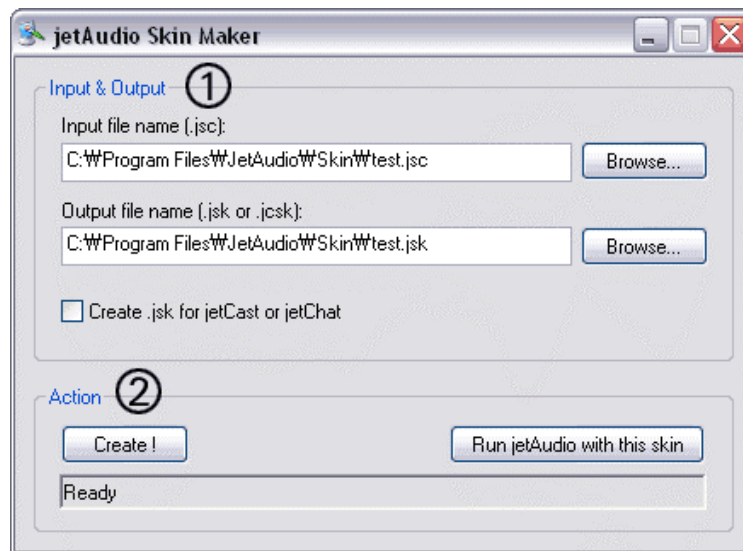 jetAudio Skin Maker
Input & Output ①
Input file name (.jsc):
C:₩Program Files₩JetAudio₩Skin₩test.jsc
Browse...
Output file name (.jsk or .jcsk):
C:₩Program Files₩JetAudio₩Skin₩test.jsk
Browse...
Create .jsk for jetCast or jetChat
Action ②
Create !
Run jetAudio with this skin
Ready